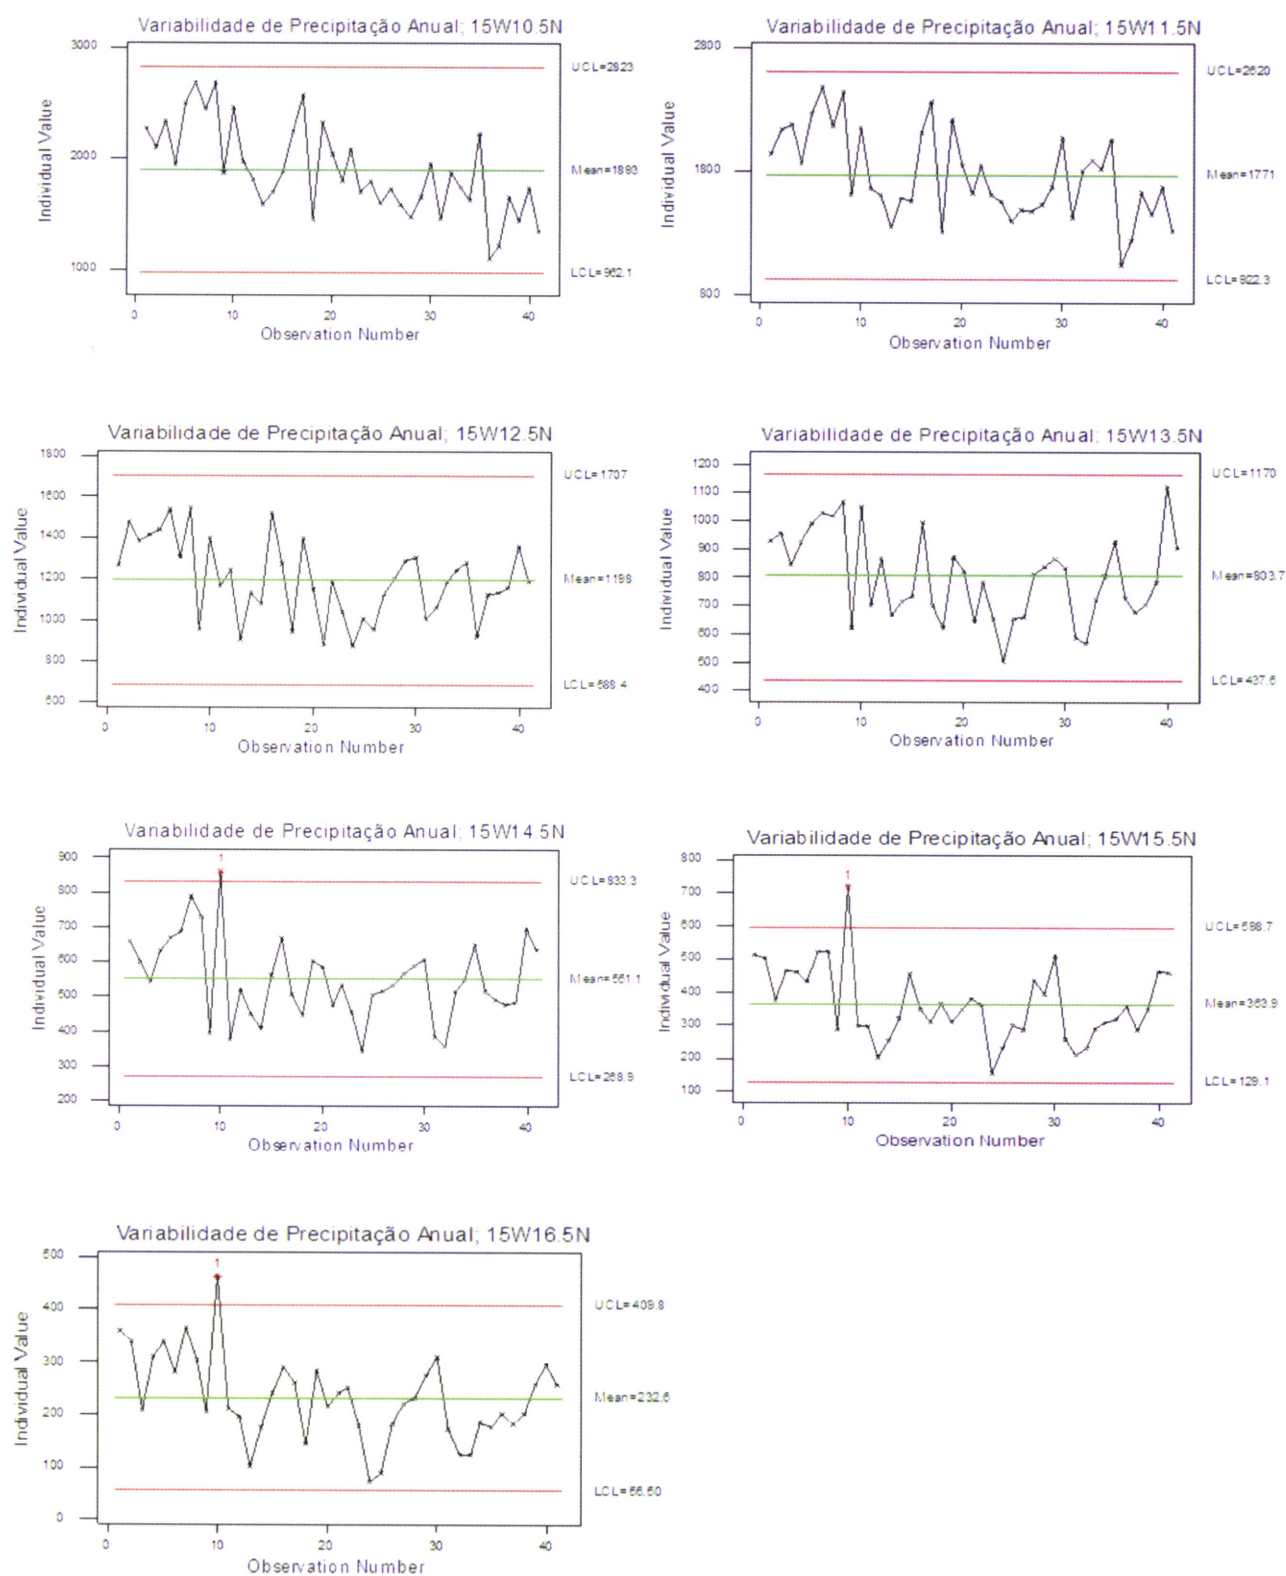 Variabilidade de Precipitação Anual; 15W10.5N
3000
2000
1000
Individual Value
UCL=2823
Mean=1893
LCL=962.1
0 10 20 30 40
Observation Number
Variabilidade de Precipitação Anual; 15W11.5N
2800
1800
800
Individual Value
UCL=2620
Mean=1771
LCL=922.3
0 10 20 30 40
Observation Number
Variabilidade de Precipitação Anual; 15W12.5N
1800
1600
1400
1200
1000
800
600
Individual Value
UCL=1707
Mean=1198
LCL=688.4
0 10 20 30 40
Observation Number
Variabilidade de Precipitação Anual; 15W13.5N
1200
1100
1000
900
800
700
600
500
400
Individual Value
UCL=1170
Mean=803.7
LCL=437.6
0 10 20 30 40
Observation Number
Variabilidade de Precipitação Anual; 15W14.5N
900
800
700
600
500
400
300
200
Individual Value
1
UCL=833.3
Mean=551.1
LCL=268.9
0 10 20 30 40
Observation Number
Variabilidade de Precipitação Anual; 15W15.5N
800
700
600
500
400
300
200
100
Individual Value
1
UCL=598.7
Mean=363.9
LCL=129.1
0 10 20 30 40
Observation Number
Variabilidade de Precipitação Anual; 15W16.5N
500
400
300
200
100
0
Individual Value
1
UCL=409.8
Mean=232.6
0 10 20 30 40
Observation Number